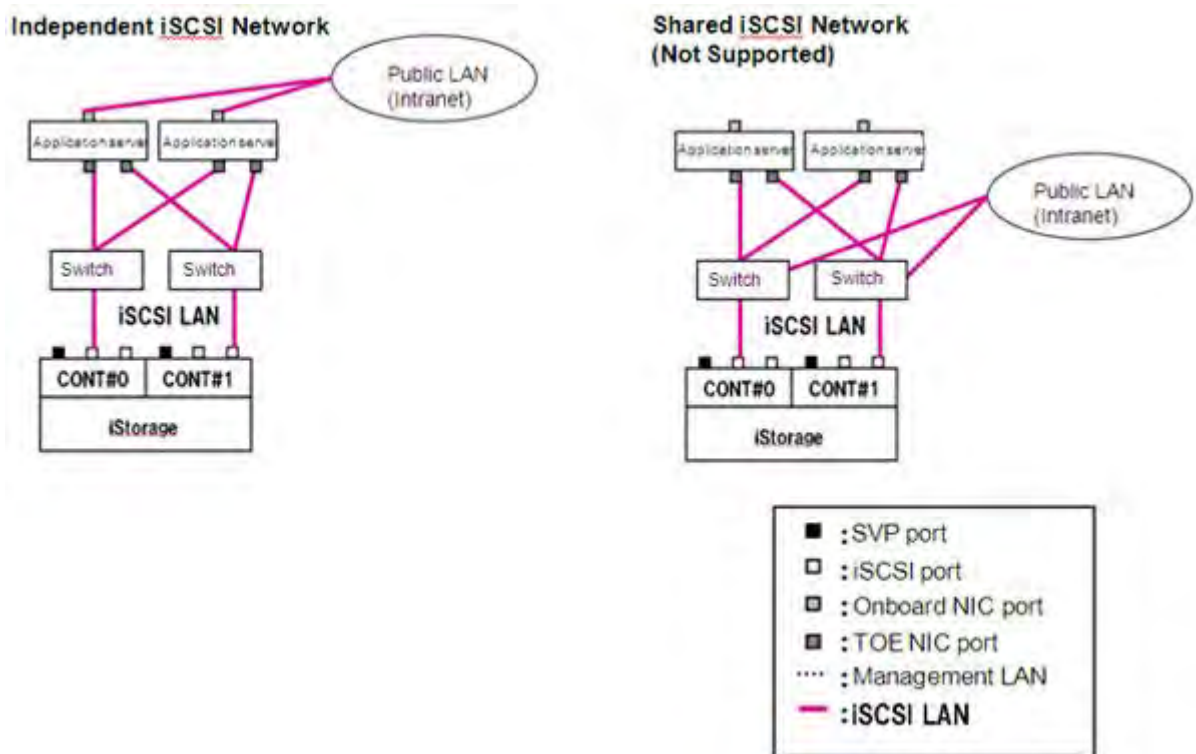 Independent iSCSI Network
Public LAN
(Intranet)
Application server
Application server
Switch
Switch
iSCSI LAN
CONT#0
CONT#1
iStorage
Shared iSCSI Network
(Not Supported)
Application server
Application server
Public LAN
(Intranet)
Switch
Switch
iSCSI LAN
CONT#0
CONT#1
iStorage
:SVP port
:iSCSI port
:Onboard NIC port
:TOE NIC port
:Management LAN
:iSCSI LAN